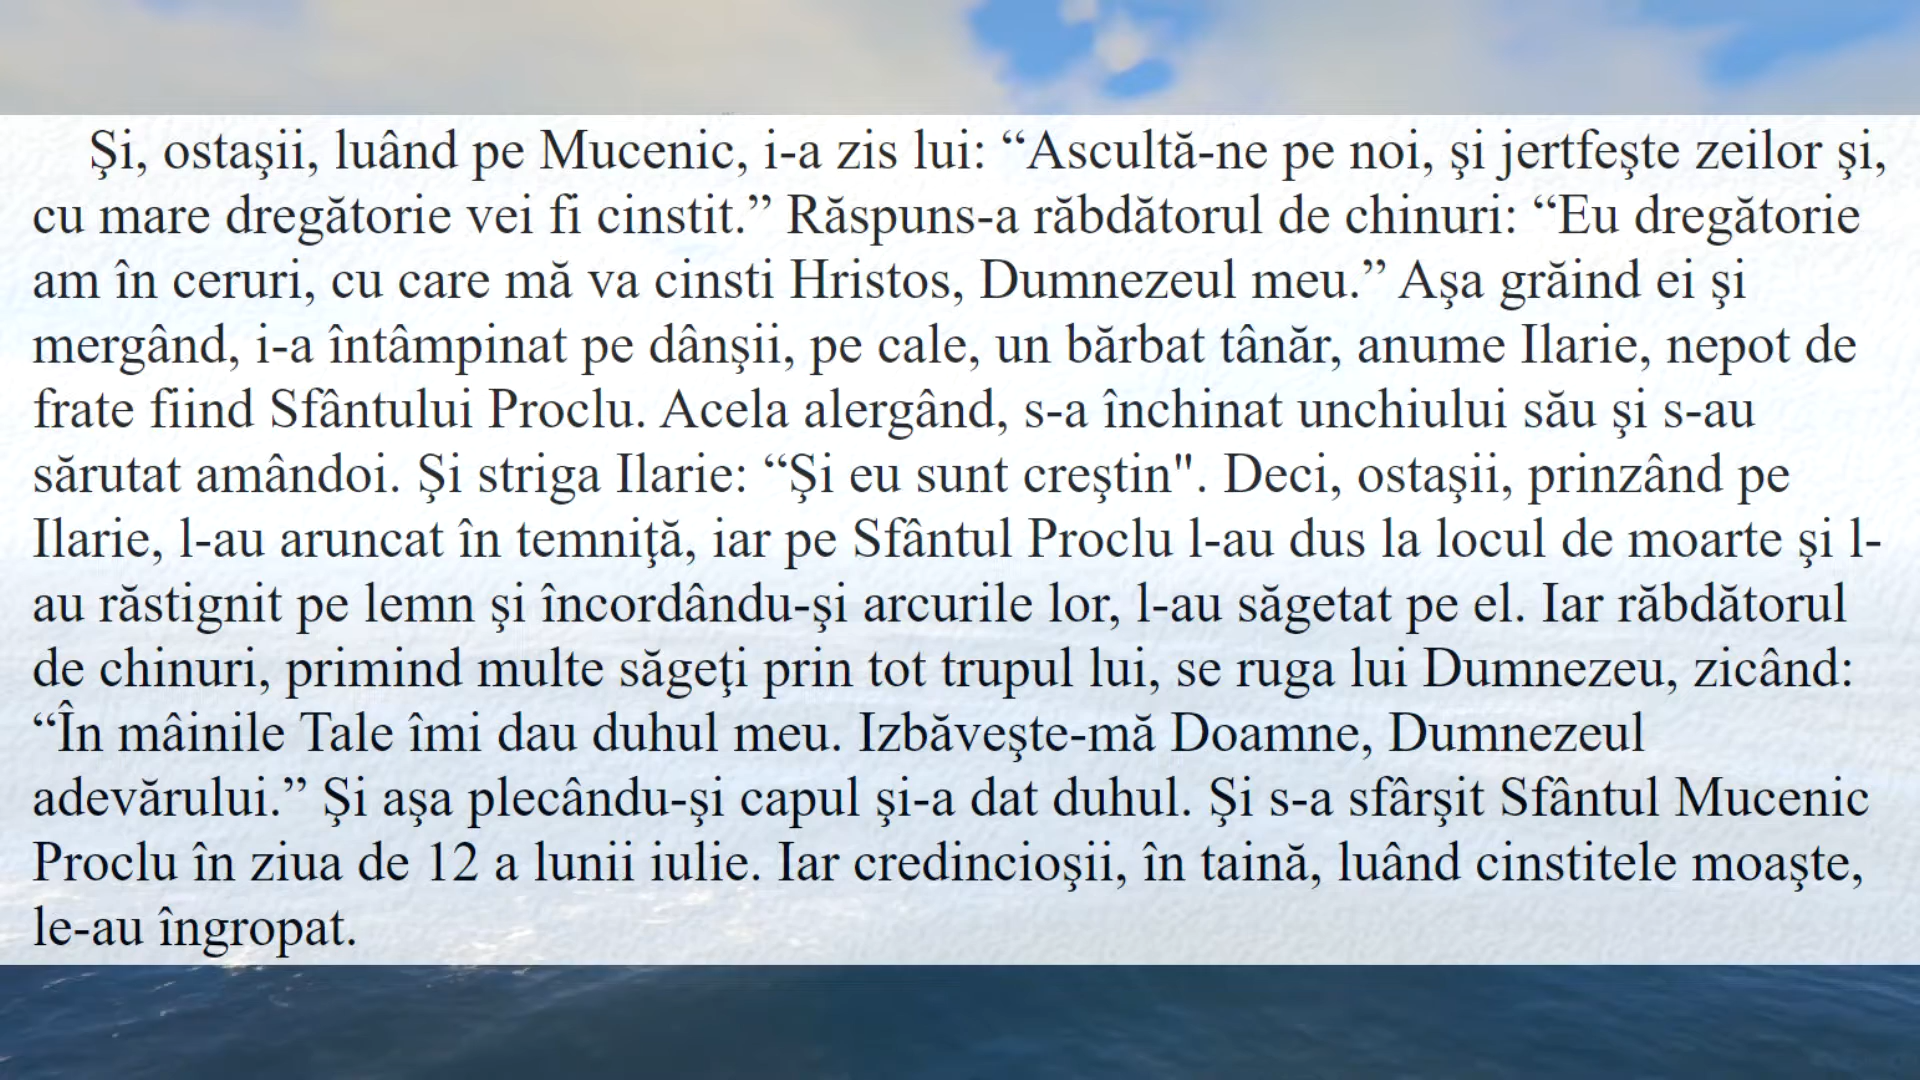 Şi, ostaşii, luând pe Mucenic, i-a zis lui: “Ascultă-ne pe noi, şi jertfeşte zeilor şi,
cu mare dregătorie vei fi cinstit.” Răspuns-a răbdătorul de chinuri: “Eu dregătorie
am în ceruri, cu care mă va cinsti Hristos, Dumnezeul meu.” Aşa grăind ei şi
mergând, i-a întâmpinat pe dânşii, pe cale, un bărbat tânăr, anume Ilarie, nepot de
frate fiind Sfântului Proclu. Acela alergând, s-a închinat unchiului său şi s-au
sărutat amândoi. Şi striga Ilarie: “Şi eu sunt creştin". Deci, ostaşii, prinzând pe
Ilarie, l-au aruncat în temniţă, iar pe Sfântul Proclu l-au dus la locul de moarte şi l-
au răstignit pe lemn şi încordându-şi arcurile lor, l-au săgetat pe el. Iar răbdătorul
de chinuri, primind multe săgeţi prin tot trupul lui, se ruga lui Dumnezeu, zicând:
“În mâinile Tale îmi dau duhul meu. Izbăveşte-mă Doamne, Dumnezeul
adevărului.” Şi aşa plecându-şi capul şi-a dat duhul. Şi s-a sfârşit Sfântul Mucenic
Proclu în ziua de 12 a lunii iulie. Iar credincioşii, în taină, luând cinstitele moaşte,
le-au îngropat.